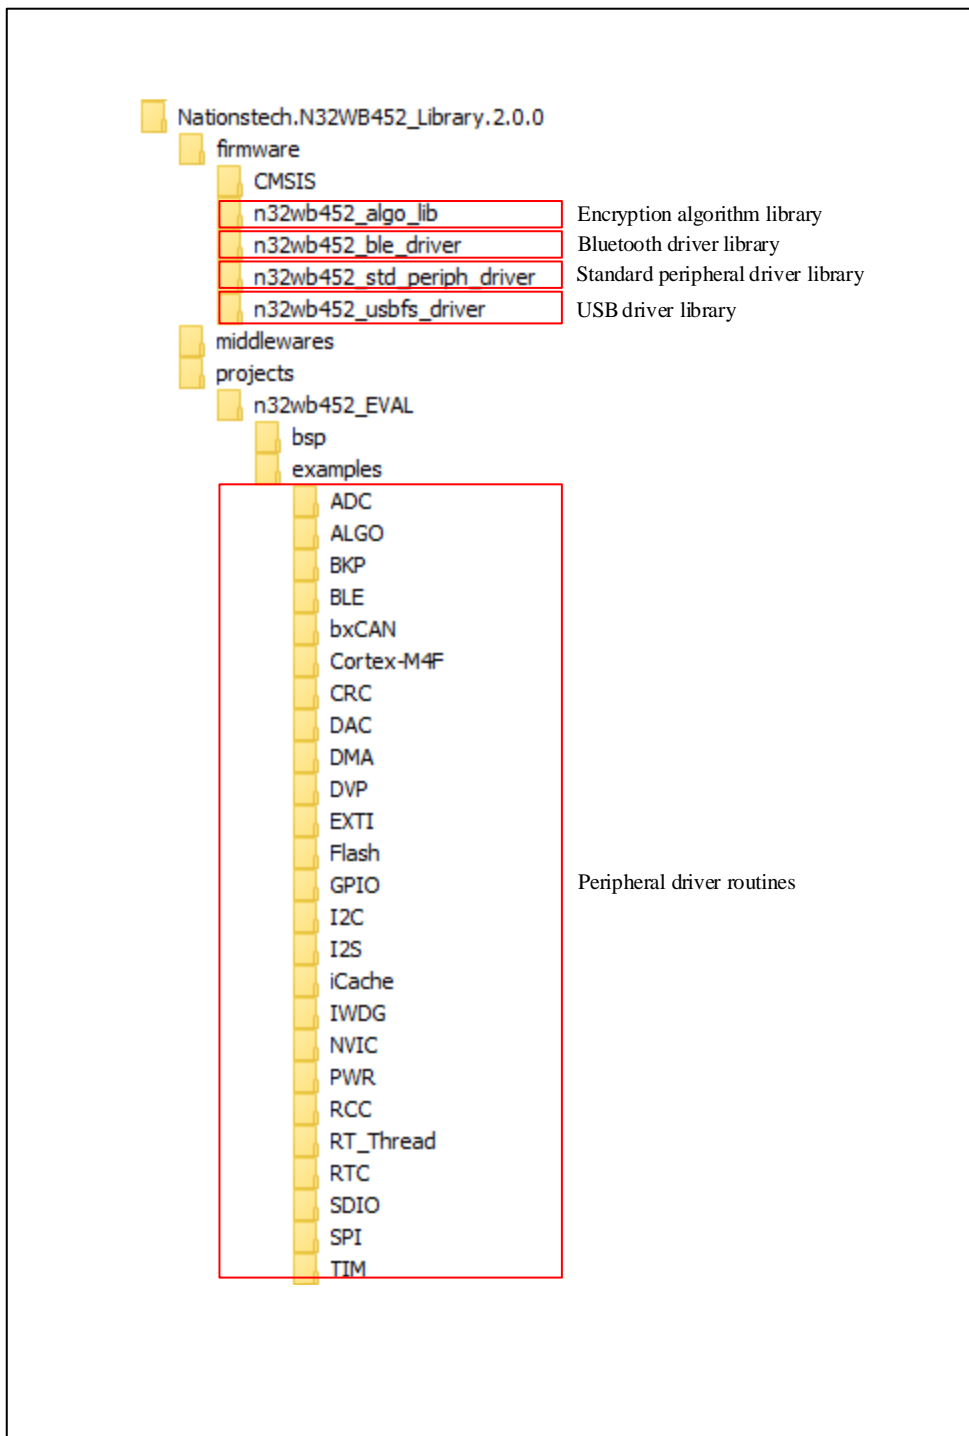 Nationstech.N32WB452_Library.2.0.0
firmware
CMSIS
n32wb452_algo_lib Encryption algorithm library
n32wb452_ble_driver Bluetooth driver library
n32wb452_std_periph_driver Standard peripheral driver library
n32wb452_usbfs_driver USB driver library
middlewares
projects
n32wb452_EVAL
bsp
examples
ADC
ALGO
BKP
BLE
bxCAN
Cortex-M4F
CRC
DAC
DMA
DVP
EXTI
Flash
GPIO Peripheral driver routines
I2C
I2S
iCache
IWDG
NVIC
PWR
RCC
RT_Thread
RTC
SDIO
SPI
TIM